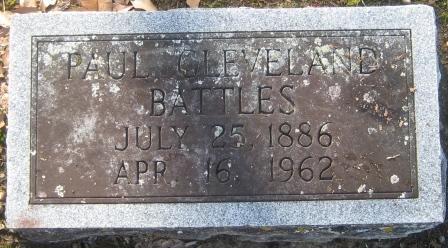 PAUL CLEVELAND
BATTLES
JULY 25, 1886
APR. 16, 1962